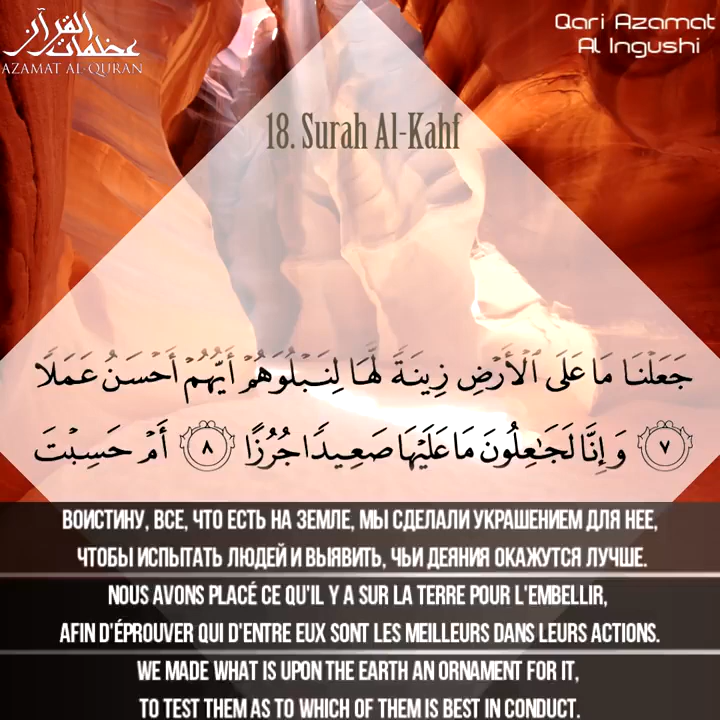 عظمات القرآن
AZAMAT AL-QURAN
Qari Azamat
Al Ingushi
18. Surah Al-Kahf
جَعَلْنَا مَا عَلَى ٱلْأَرْضِ زِينَةً لَّهَا لِنَبْلُوَهُمْ أَيُّهُمْ أَحْسَنُ عَمَلًا
٧ وَإِنَّا لَجَٰعِلُونَ مَا عَلَيْهَا صَعِيدًا جُرُزًا ٨ أَمْ حَسِبْتَ
ВОИСТИНУ, ВСЕ, ЧТО ЕСТЬ НА ЗЕМЛЕ, МЫ СДЕЛАЛИ УКРАШЕНИЕМ ДЛЯ НЕЕ,
ЧТОБЫ ИСПЫТАТЬ ЛЮДЕЙ И ВЫЯВИТЬ, ЧЬИ ДЕЯНИЯ ОКАЖУТСЯ ЛУЧШЕ.
NOUS AVONS PLACÉ CE QU'IL Y A SUR LA TERRE POUR L'EMBELLIR,
AFIN D'ÉPROUVER QUI D'ENTRE EUX SONT LES MEILLEURS DANS LEURS ACTIONS.
WE MADE WHAT IS UPON THE EARTH AN ORNAMENT FOR IT,
TO TEST THEM AS TO WHICH OF THEM IS BEST IN CONDUCT.